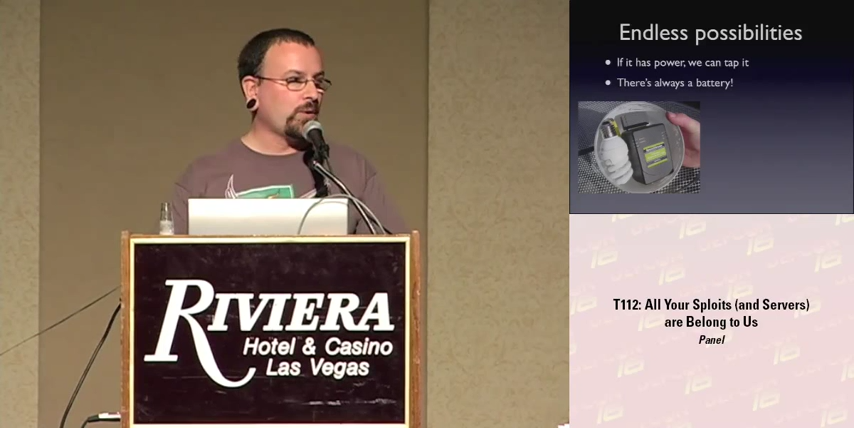 Endless possibilities
If it has power, we can tap it
There's always a battery!
RIVIERA
Hotel & Casino
Las Vegas
T112: All Your Sploits (and Servers)
are Belong to Us
Panel